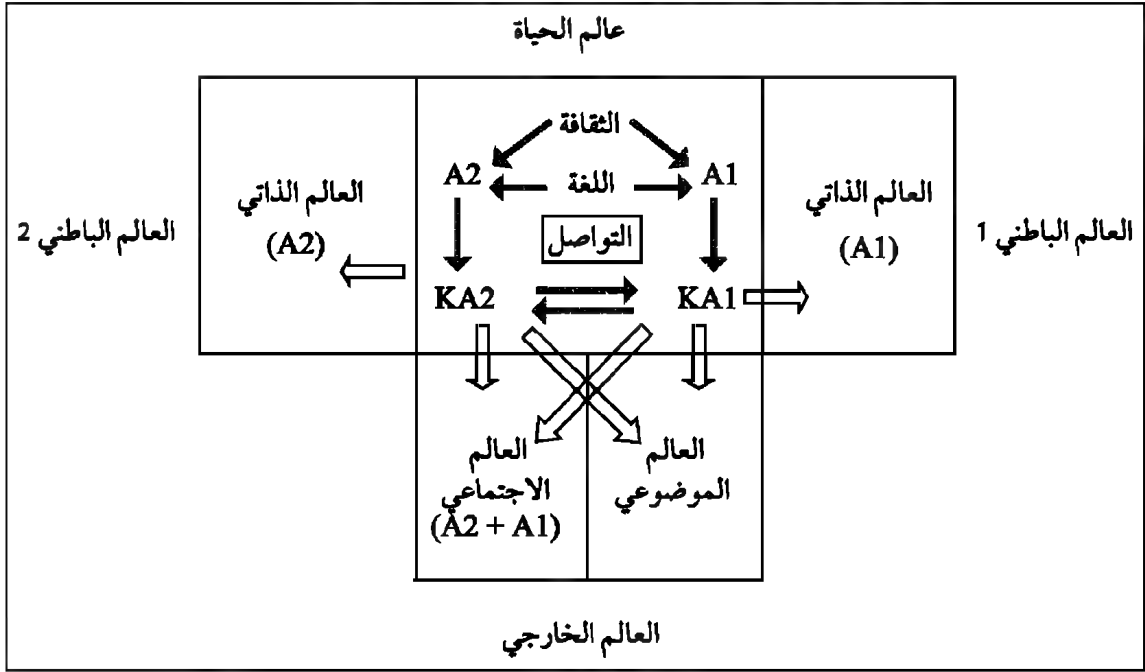 عالم الحياة
الثقافة
A1
اللغة
A2
العالم الذاتي
(A1)
العالم الباطني 1
التواصل
العالم الذاتي
(A2)
العالم الباطني 2
KA1
KA2
العالم
الموضوعي
العالم
الاجتماعي
(A2 + A1)
العالم الخارجي